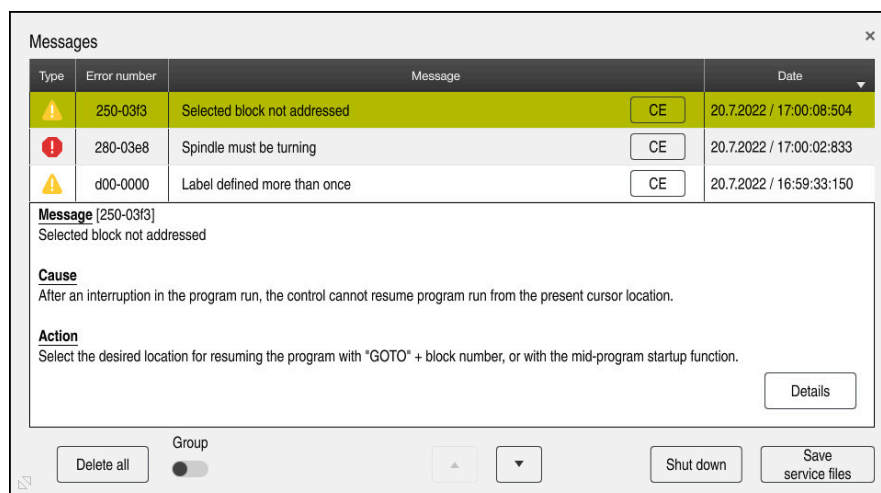 Messages
Type Error number Message Date
250-03f3 Selected block not addressed CE 20.7.2022 / 17:00:08:504
280-03e8 Spindle must be turning CE 20.7.2022 / 17:00:02:833
d00-0000 Label defined more than once CE 20.7.2022 / 16:59:33:150
Message [250-03f3]
Selected block not addressed
Cause
After an interruption in the program run, the control cannot resume program run from the present cursor location.
Action
Select the desired location for resuming the program with "GOTO" + block number, or with the mid-program startup function.
Details
Group
Delete all Shut down Save
service files